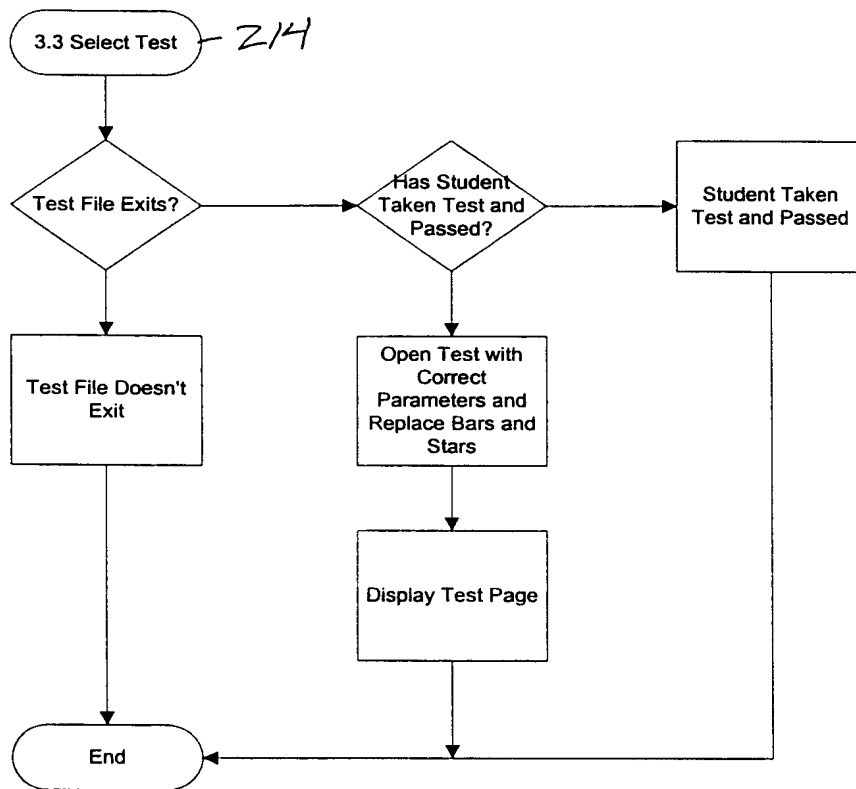 3.3 Select Test
214
Test File Exits?
Has Student
Taken Test and
Passed?
Student Taken
Test and Passed
Test File Doesn't
Exit
Open Test with
Correct
Parameters and
Replace Bars and
Stars
Display Test Page
End